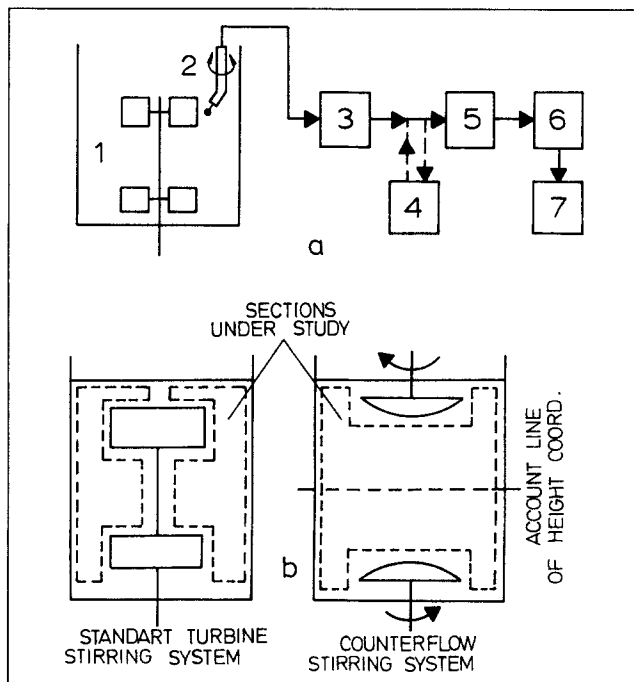 2
1
3
5
6
4
7
a
SECTIONS
UNDER STUDY
ACCOUNT LINE
OF HEIGHT COORD.
b
STANDART TURBINE
STIRRING SYSTEM
COUNTERFLOW
STIRRING SYSTEM